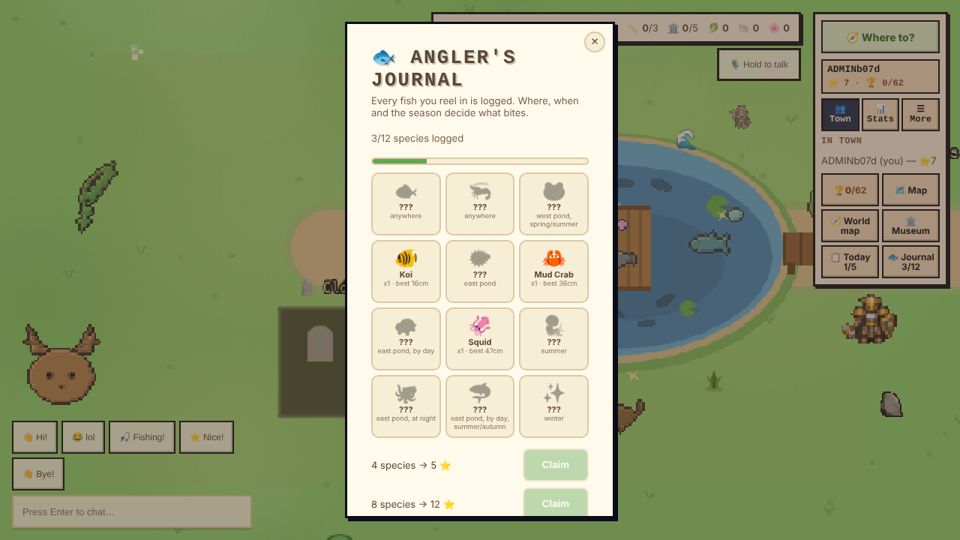 ANGLER'S
JOURNAL
Every fish you reel in is logged. Where, when
and the season decide what bites.
3/12 species logged
???
anywhere
???
anywhere
???
west pond,
spring/summer
Koi
x1 · best 16cm
???
east pond
Mud Crab
x1 · best 36cm
???
east pond, by day
Squid
x1 · best 47cm
???
summer
???
east pond, at night
???
east pond, by day,
summer/autumn
???
winter
4 species → 5 ⭐ Claim
8 species → 12 ⭐ Claim
0/3 0/5 0 0 0
Hold to talk
Where to?
ADMINb07d
⭐ 7 · 🏆 0/62
Town
Stats
More
IN TOWN
ADMINb07d (you) — ⭐7
0/62
Map
World
map
Museum
Today
1/5
Journal
3/12
Hi!
lol
Fishing!
Nice!
Bye!
Press Enter to chat…